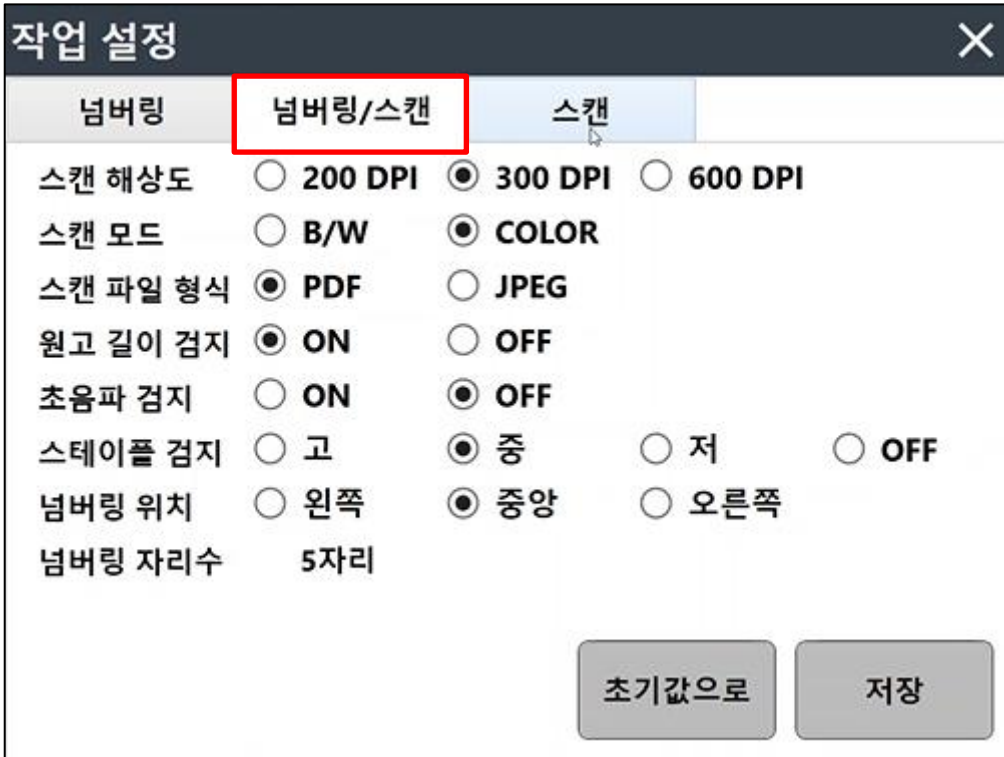 작업 설정
넘버링 넘버링/스캔 스캔
스캔 해상도 200 DPI 300 DPI 600 DPI
스캔 모드 B/W COLOR
스캔 파일 형식 PDF JPEG
원고 길이 검지 ON OFF
초음파 검지 ON OFF
스테이플 검지 고 중 저 OFF
넘버링 위치 왼쪽 중앙 오른쪽
넘버링 자리수 5자리
초기값으로 저장